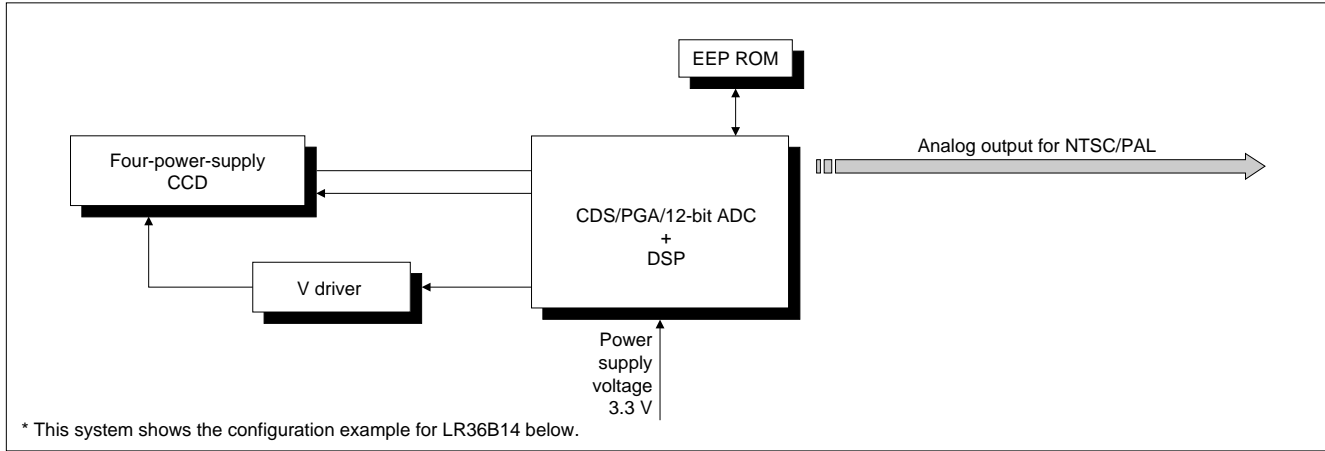 EEP ROM
Four-power-supply
CCD
Analog output for NTSC/PAL
CDS/PGA/12-bit ADC
+
DSP
V driver
Power
supply
voltage
3.3 V
* This system shows the configuration example for LR36B14 below.